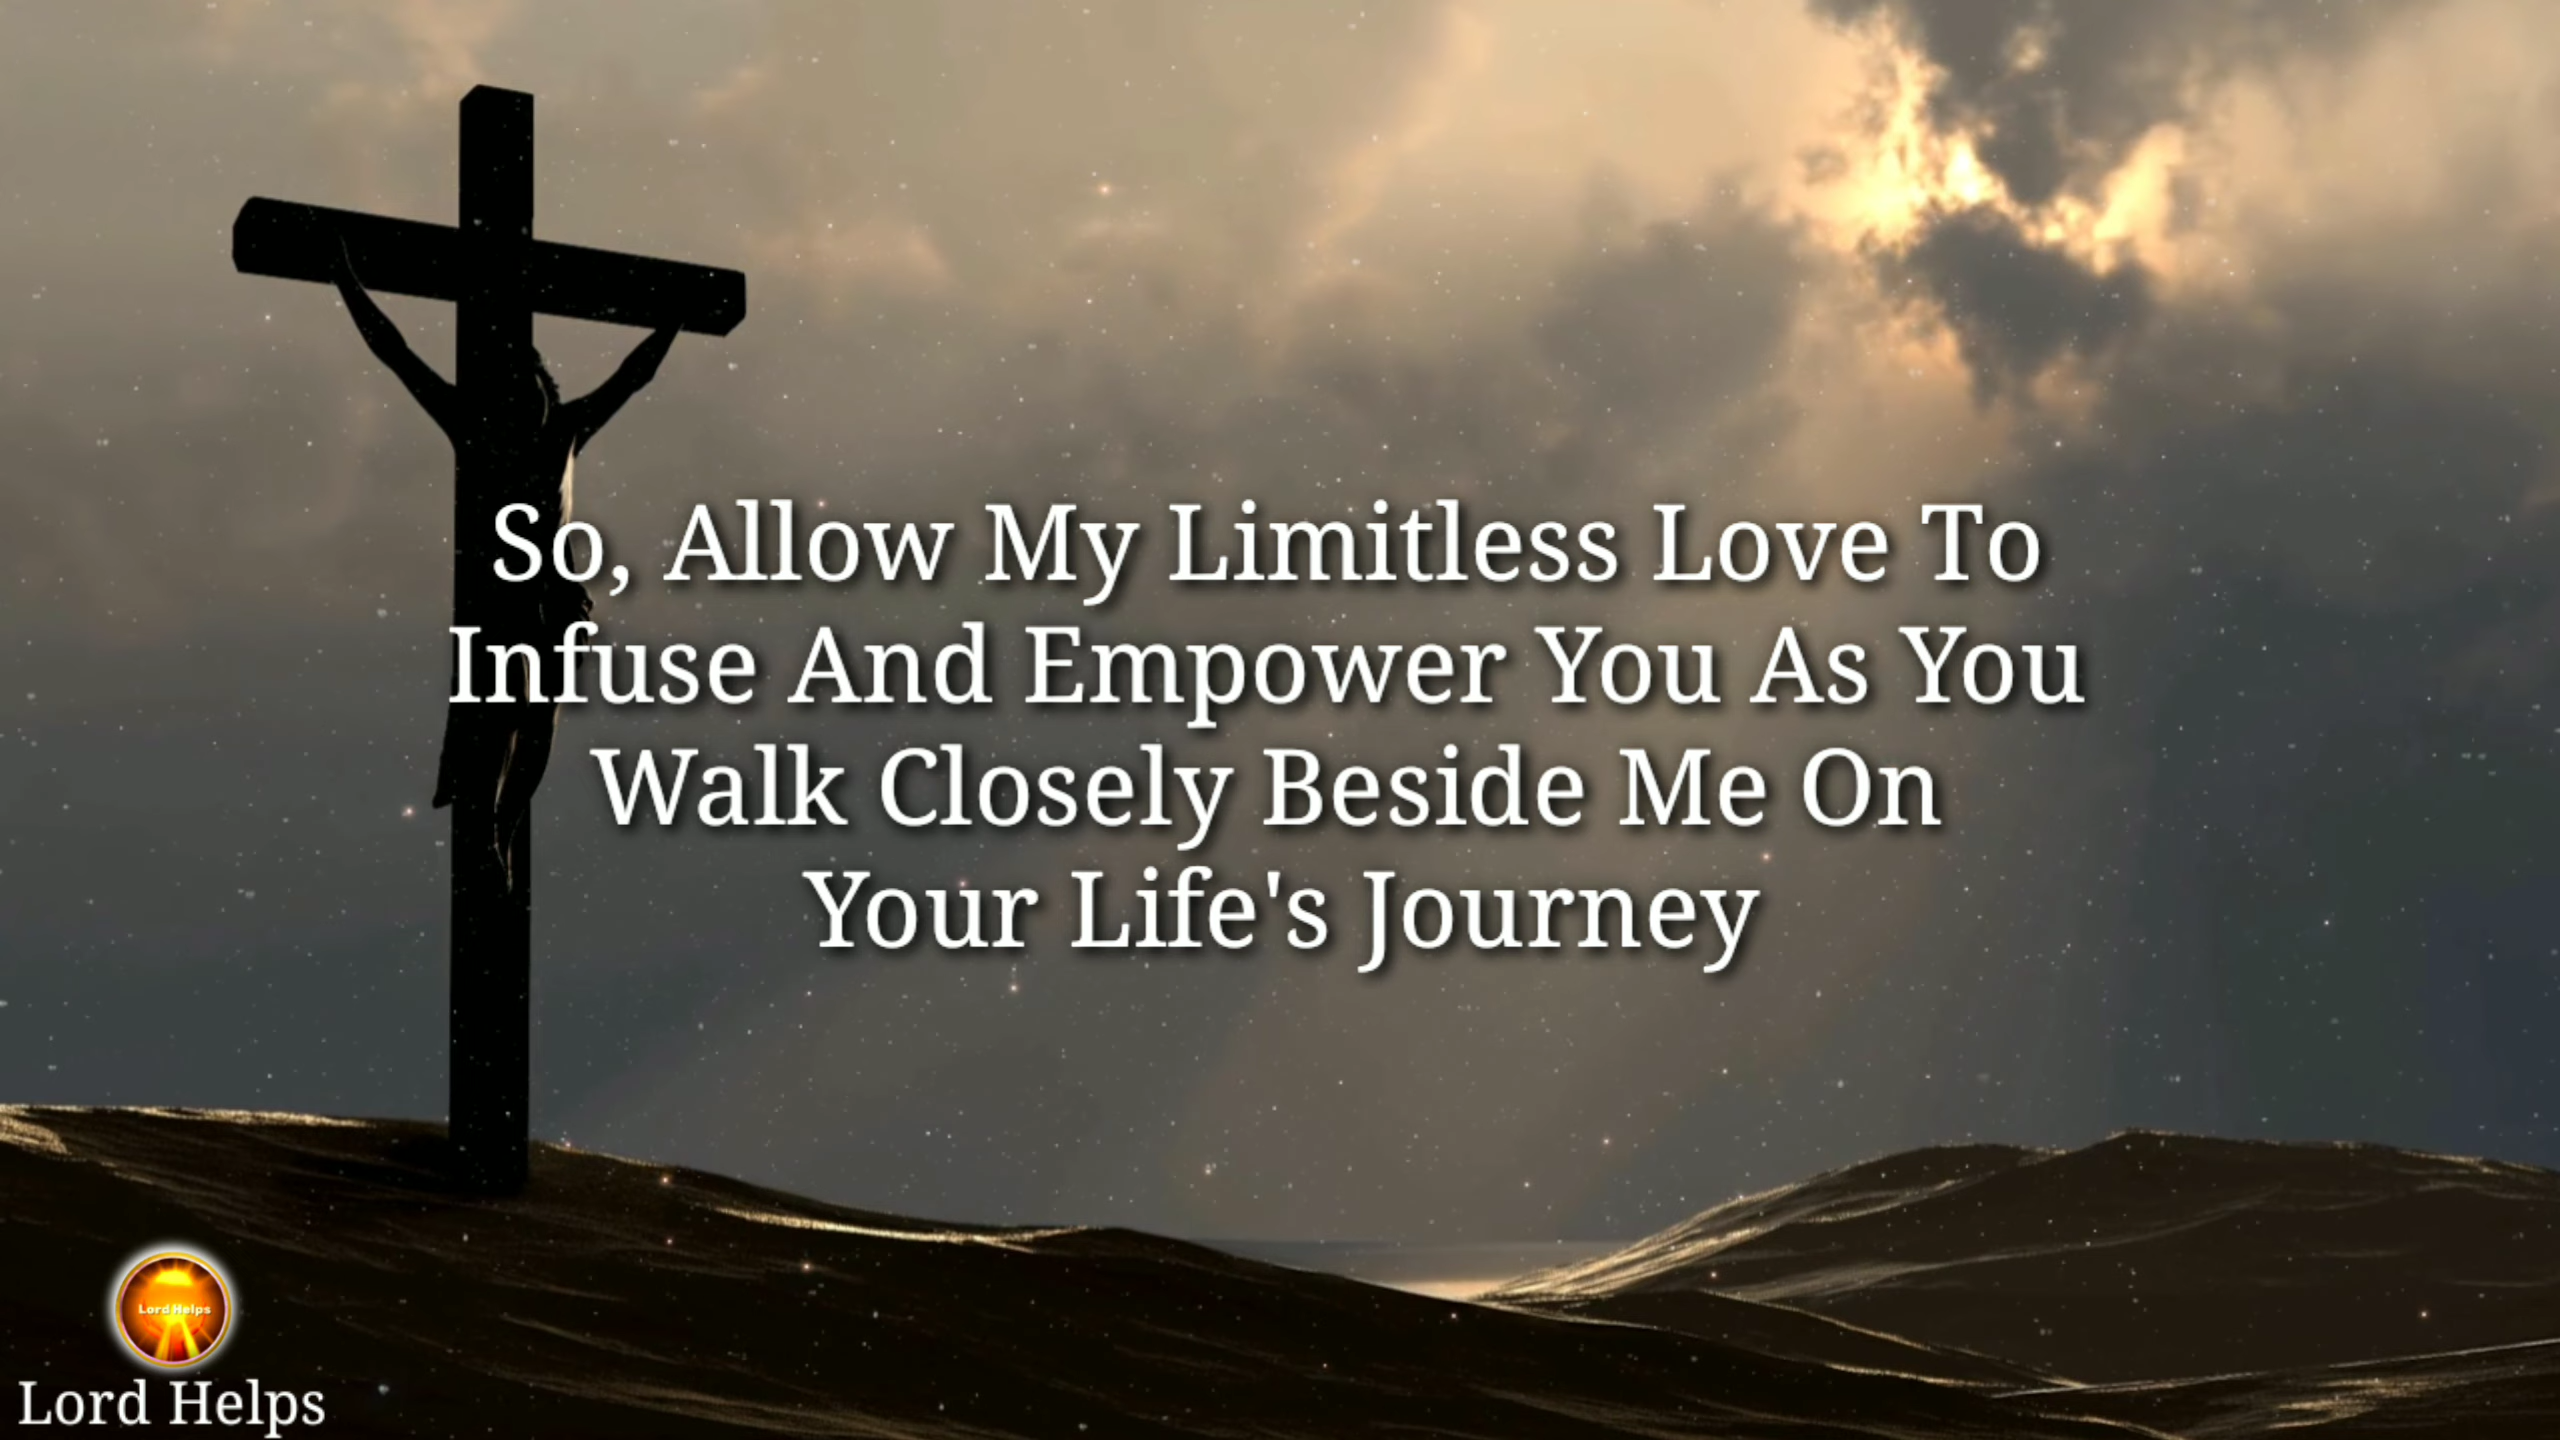 So, Allow My Limitless Love To
Infuse And Empower You As You
Walk Closely Beside Me On
Your Life's Journey
Lord Helps
Lord Helps